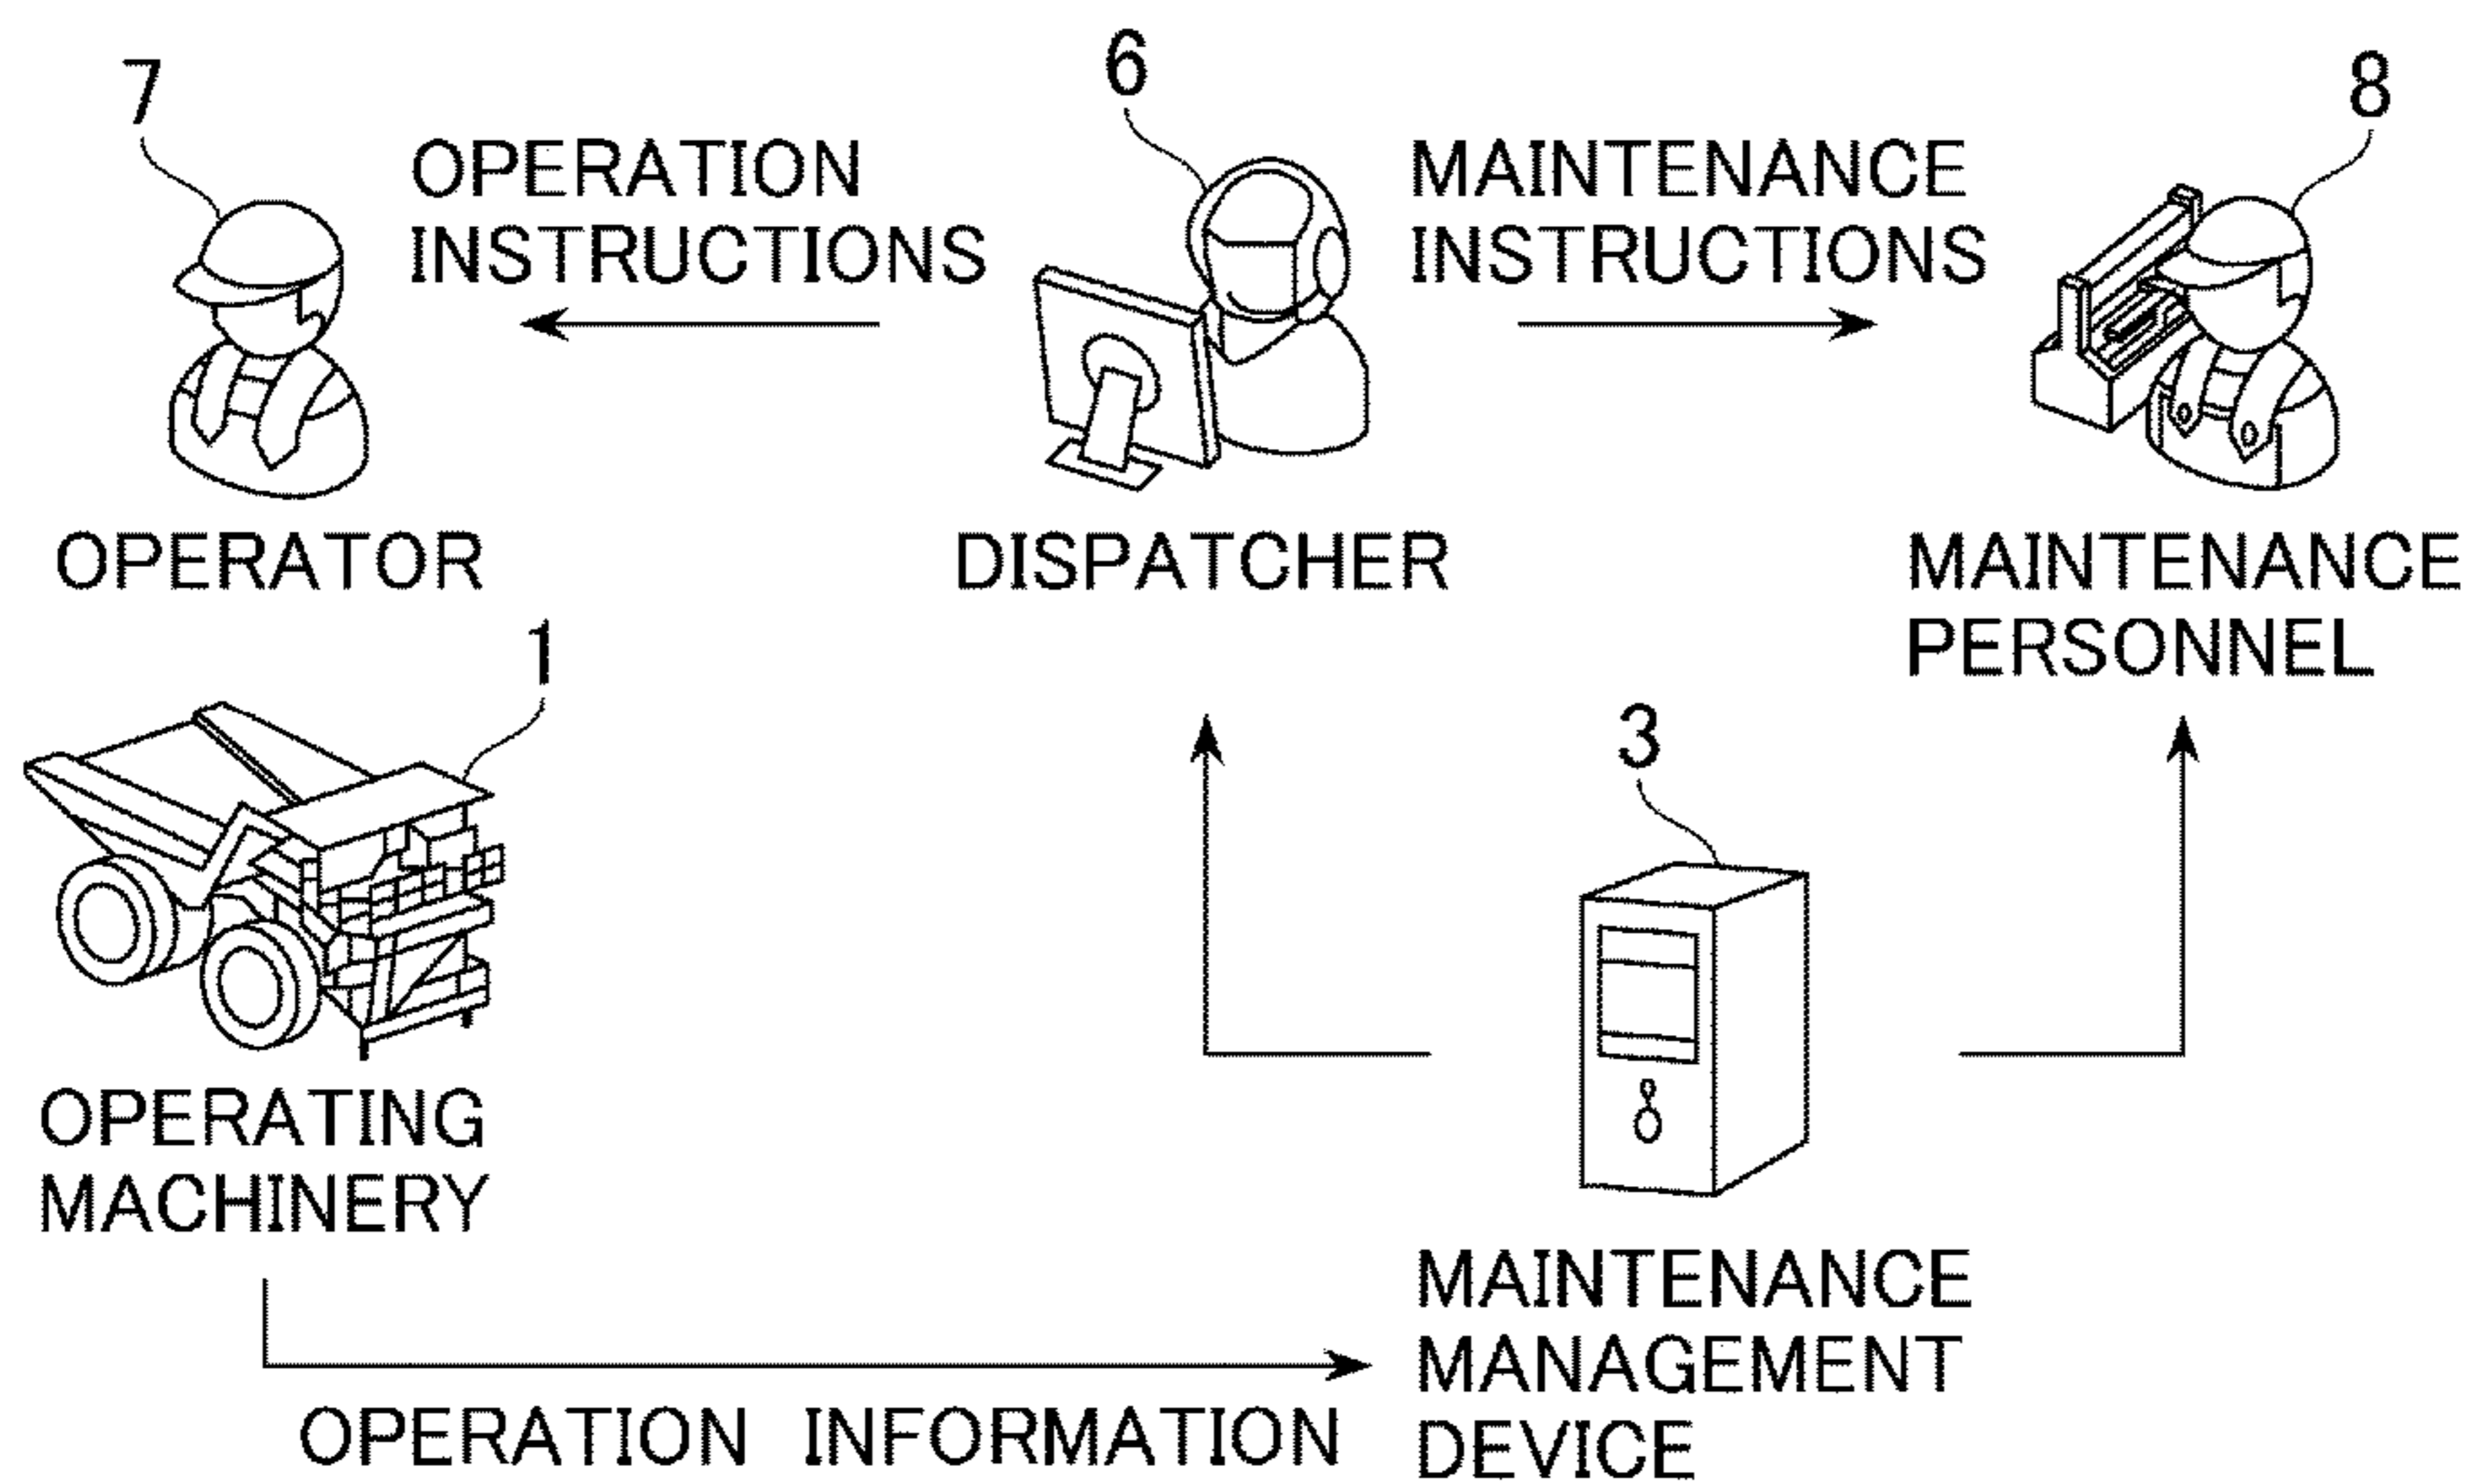 7
6
8
OPERATION
INSTRUCTIONS
MAINTENANCE
INSTRUCTIONS
OPERATOR
DISPATCHER
MAINTENANCE
PERSONNEL
1
3
OPERATING
MACHINERY
MAINTENANCE
MANAGEMENT
DEVICE
OPERATION INFORMATION